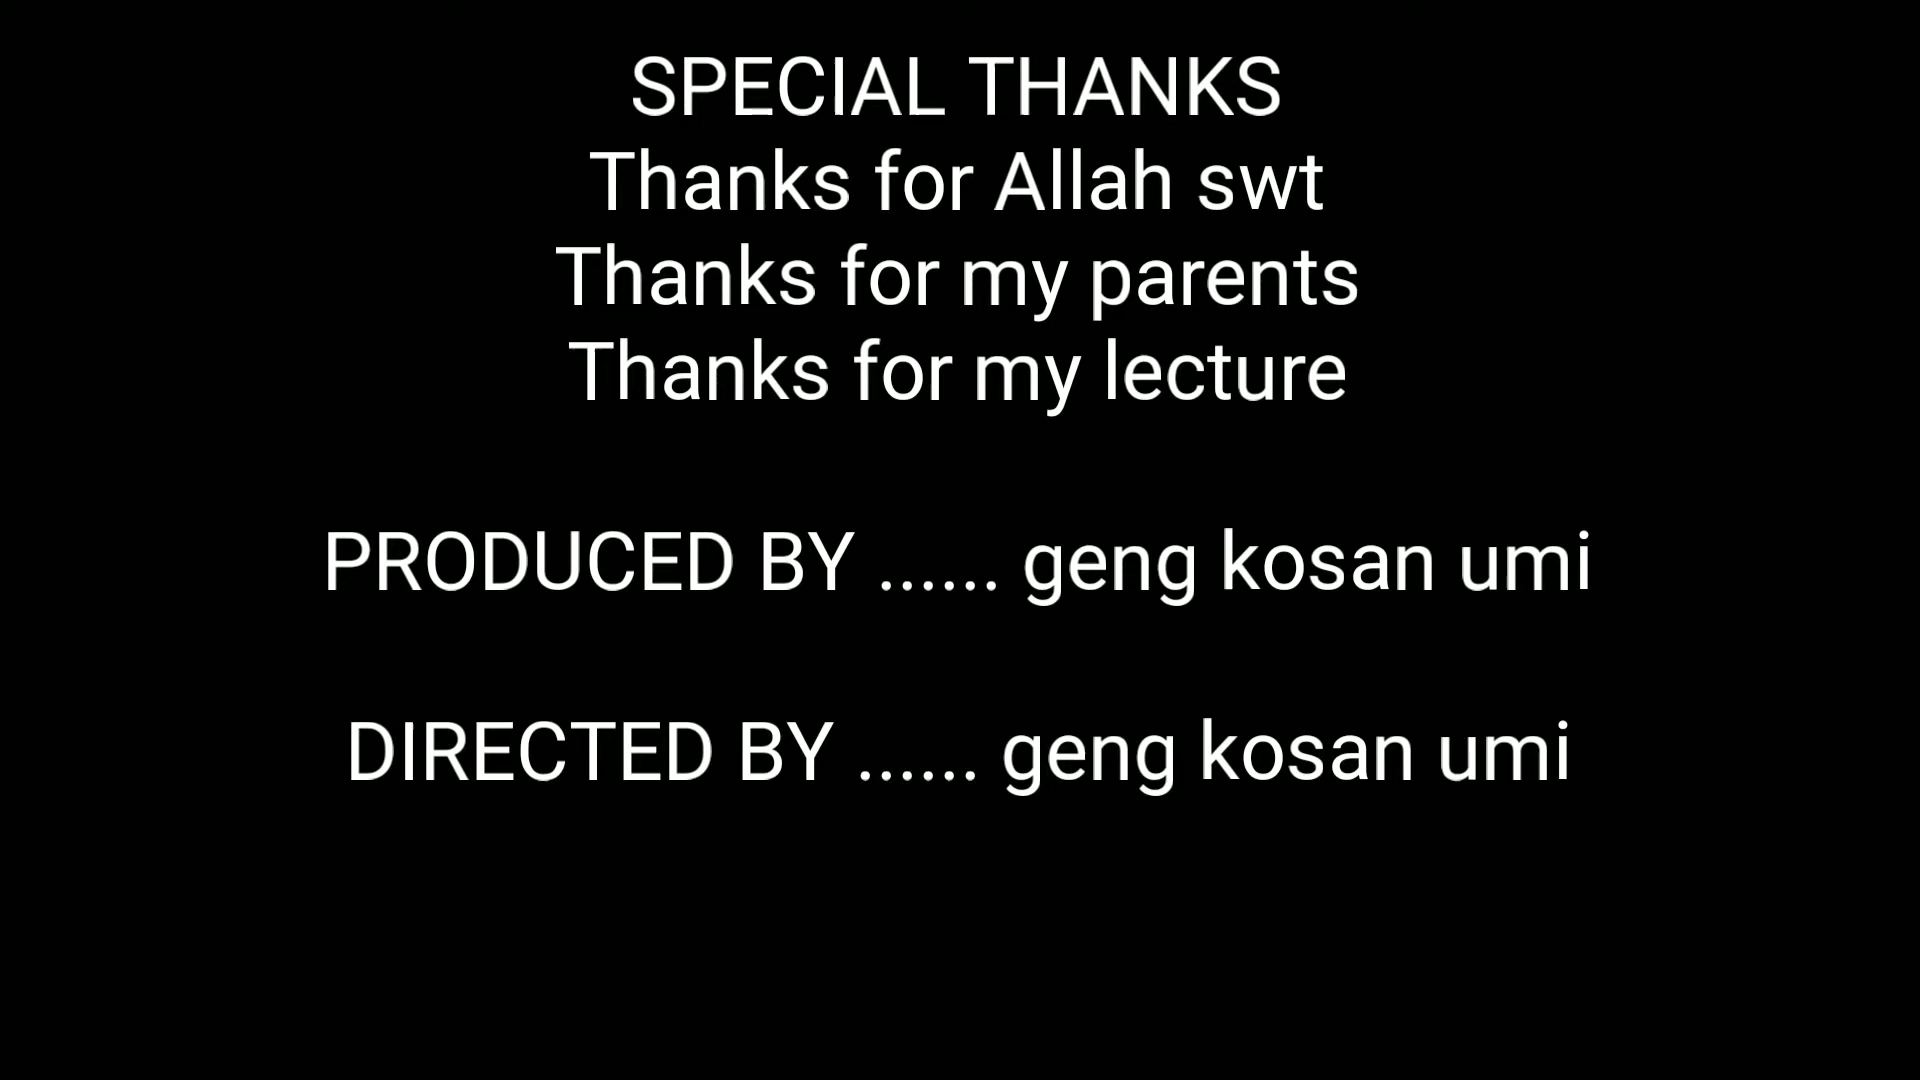 SPECIAL THANKS
Thanks for Allah swt
Thanks for my parents
Thanks for my lecture
PRODUCED BY ...... geng kosan umi
DIRECTED BY ...... geng kosan umi